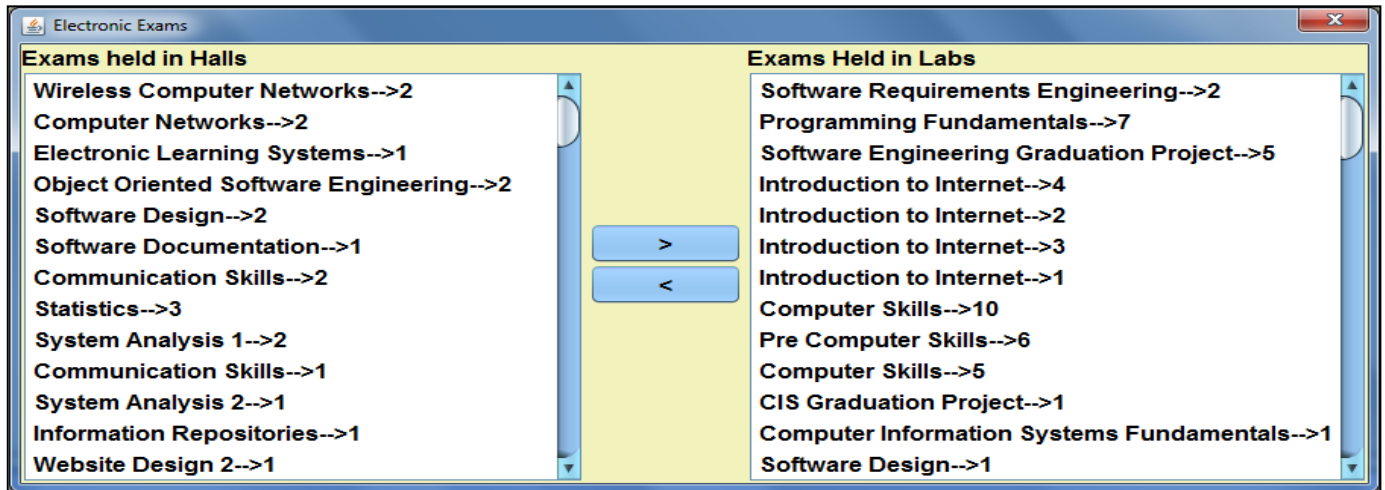 Electronic Exams
Exams held in Halls
Wireless Computer Networks-->2
Computer Networks-->2
Electronic Learning Systems-->1
Object Oriented Software Engineering-->2
Software Design-->2
Software Documentation-->1
Communication Skills-->2
Statistics-->3
System Analysis 1-->2
Communication Skills-->1
System Analysis 2-->1
Information Repositories-->1
Website Design 2-->1
>
<
Exams Held in Labs
Software Requirements Engineering-->2
Programming Fundamentals-->7
Software Engineering Graduation Project-->5
Introduction to Internet-->4
Introduction to Internet-->2
Introduction to Internet-->3
Introduction to Internet-->1
Computer Skills-->10
Pre Computer Skills-->6
Computer Skills-->5
CIS Graduation Project-->1
Computer Information Systems Fundamentals-->1
Software Design-->1